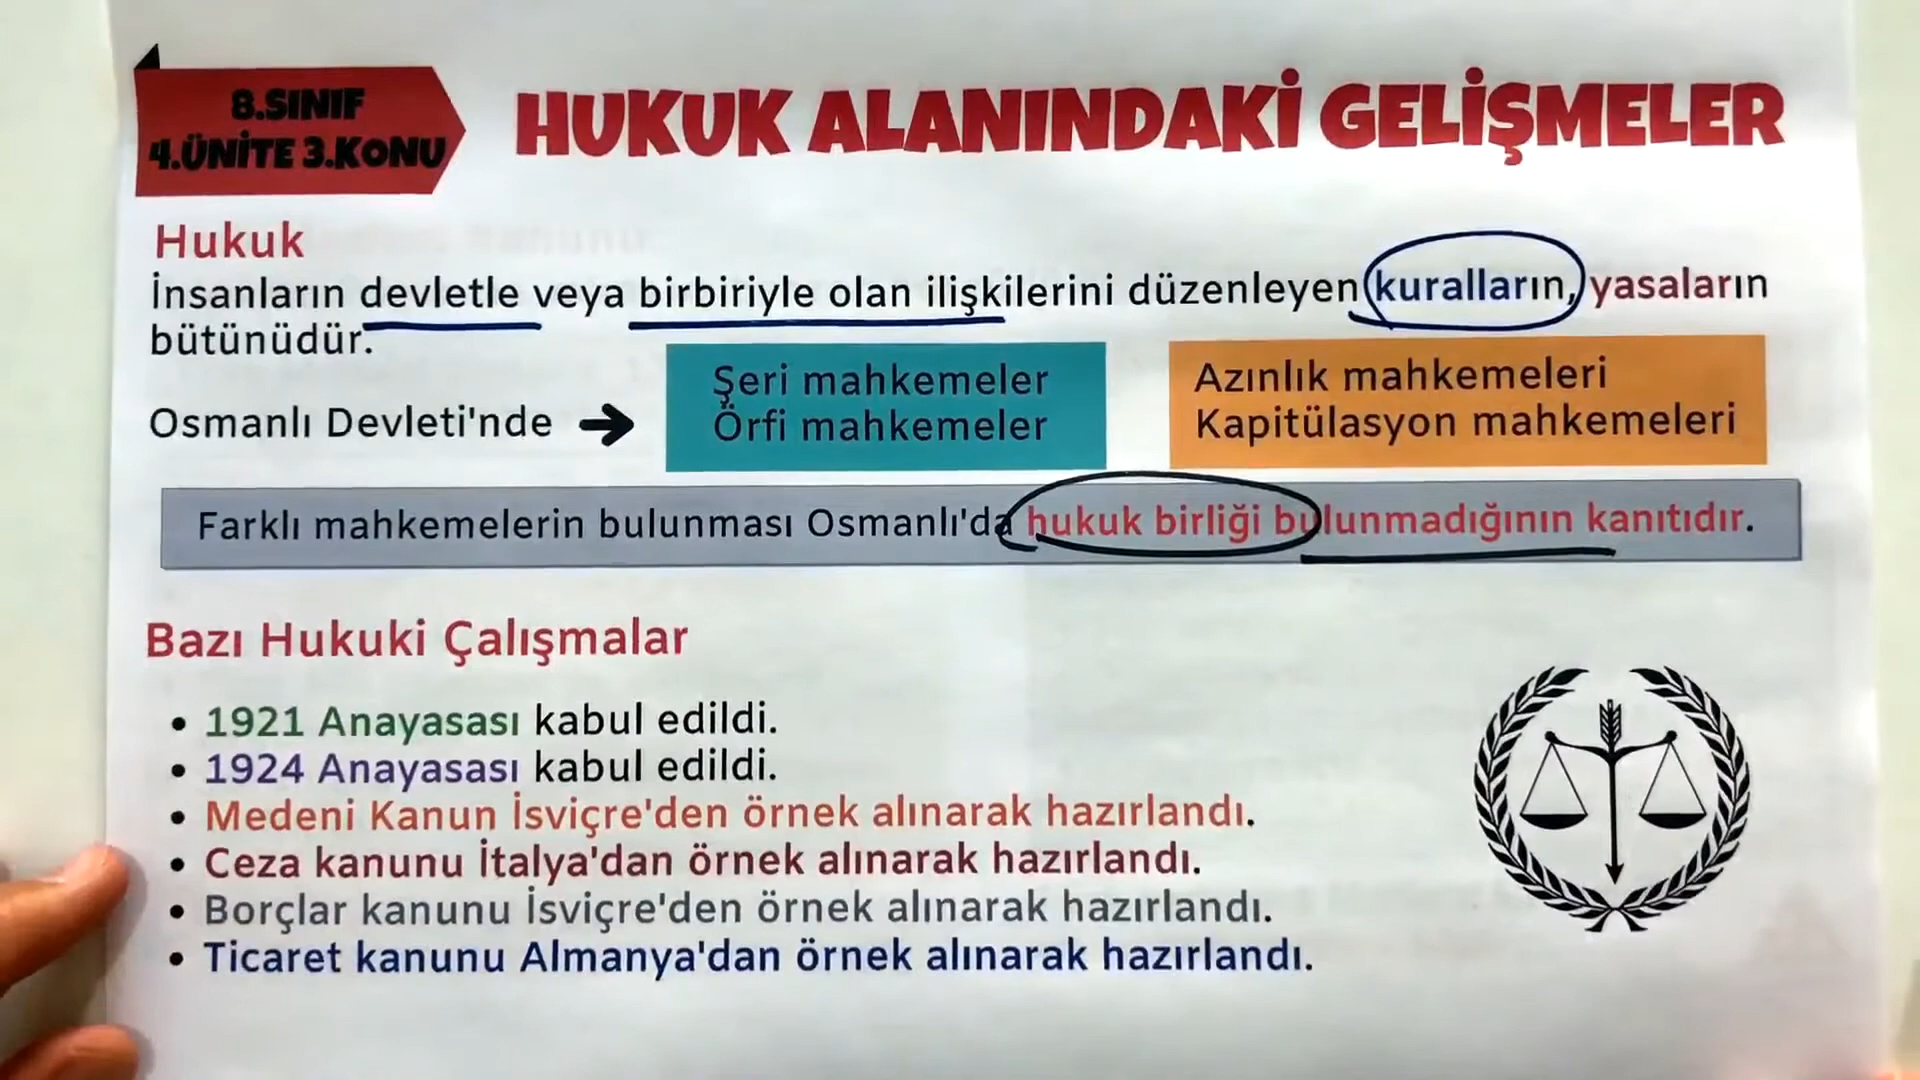 8.SINIF
4.ÜNİTE 3.KONU
HUKUK ALANINDAKİ GELİŞMELER
Hukuk
İnsanların devletle veya birbiriyle olan ilişkilerini düzenleyen kuralların, yasaların
bütünüdür.
Osmanlı Devleti'nde
Şeri mahkemeler
Örfi mahkemeler
Azınlık mahkemeleri
Kapitülasyon mahkemeleri
Farklı mahkemelerin bulunması Osmanlı'da hukuk birliği bulunmadığının kanıtıdır.
Bazı Hukuki Çalışmalar
• 1921 Anayasası kabul edildi.
• 1924 Anayasası kabul edildi.
• Medeni Kanun İsviçre'den örnek alınarak hazırlandı.
• Ceza kanunu İtalya'dan örnek alınarak hazırlandı.
• Borçlar kanunu İsviçre'den örnek alınarak hazırlandı.
• Ticaret kanunu Almanya'dan örnek alınarak hazırlandı.